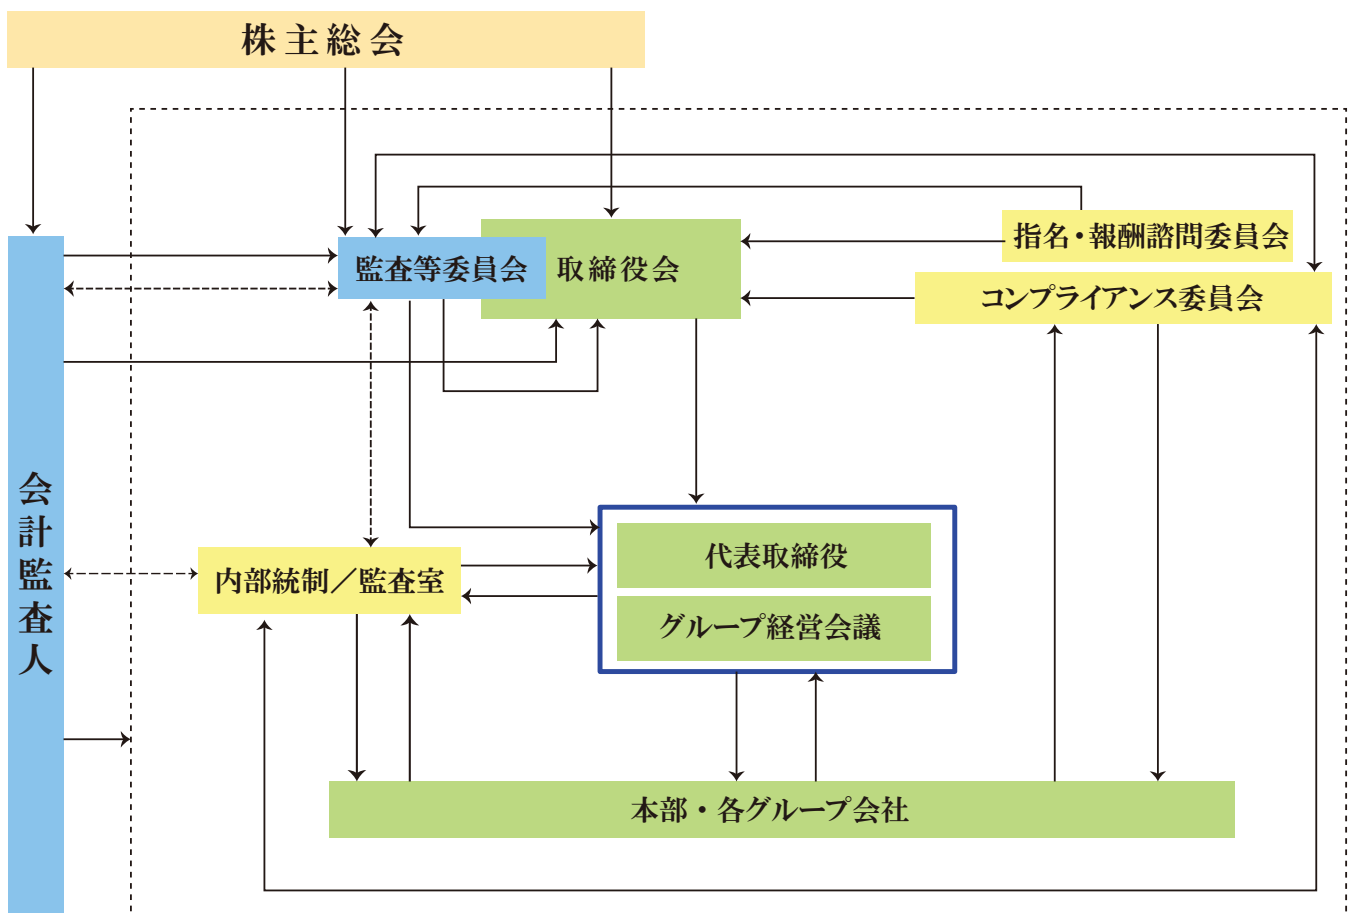 株主総会
指名・報酬諮問委員会
監査等委員会
取締役会
コンプライアンス委員会
会計監査人
代表取締役
内部統制／監査室
グループ経営会議
本部・各グループ会社